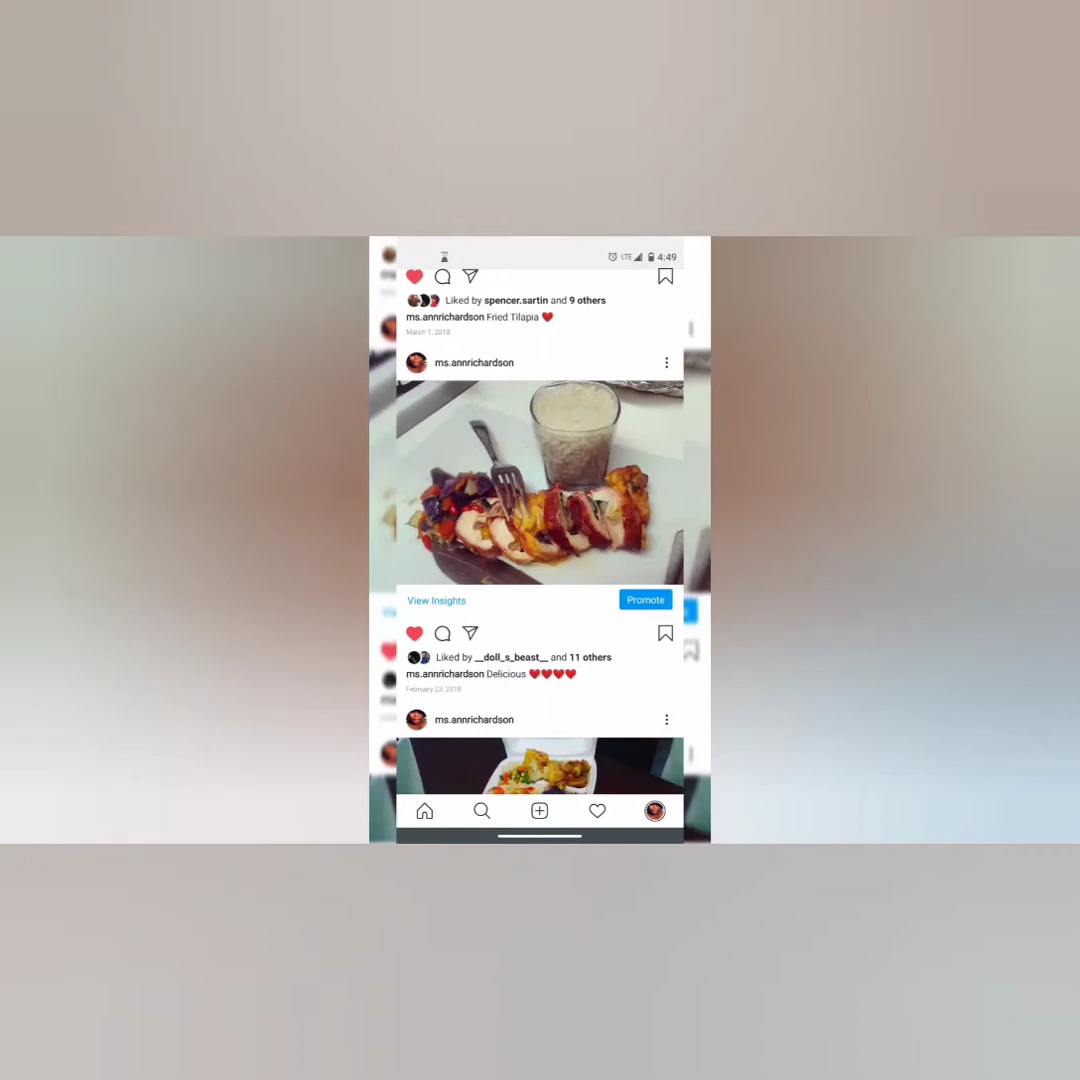 LTE 4:49
Liked by spencer.sartin and 9 others
ms.annrichardson Fried Tilapia ❤️
March 1, 2018
ms.annrichardson
View Insights
Promote
Liked by __doll_s_beast__ and 11 others
ms.annrichardson Delicious ❤️❤️❤️❤️
February 23, 2018
ms.annrichardson